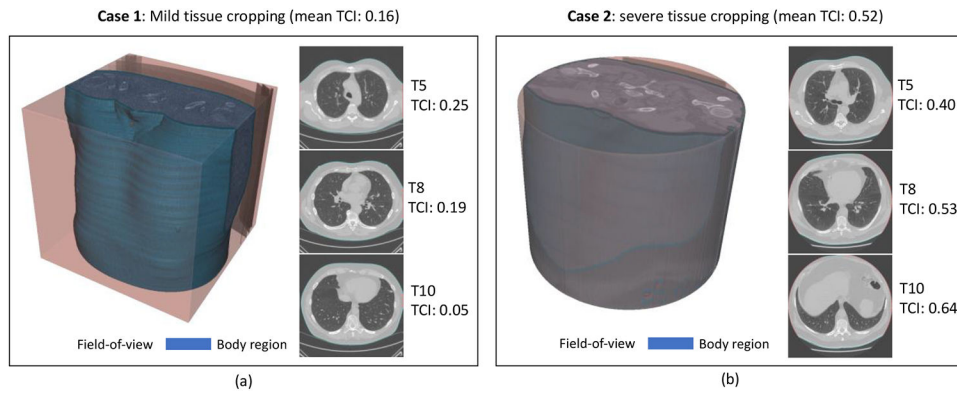 Case 1: Mild tissue cropping (mean TCI: 0.16)
T5
TCI: 0.25
T8
TCI: 0.19
T10
TCI: 0.05
Field-of-view Body region
(a)
Case 2: severe tissue cropping (mean TCI: 0.52)
T5
TCI: 0.40
T8
TCI: 0.53
T10
TCI: 0.64
Field-of-view Body region
(b)